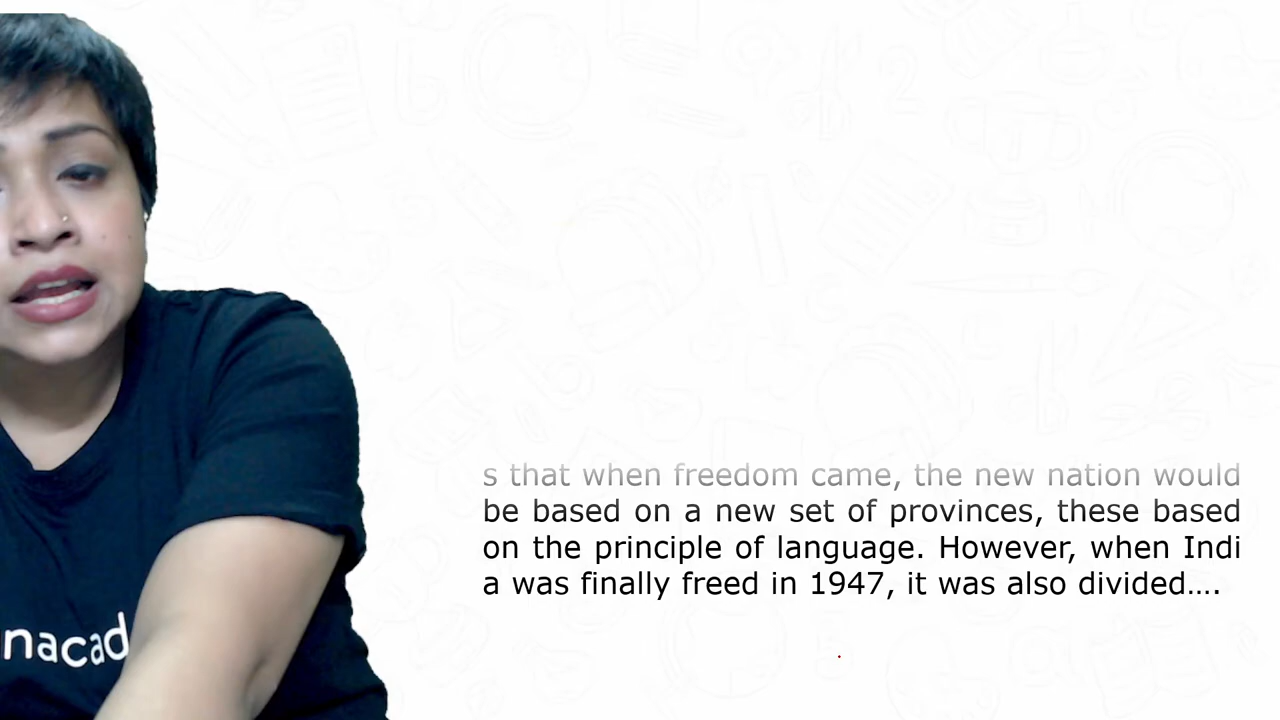 s that when freedom came, the new nation would
be based on a new set of provinces, these based
on the principle of language. However, when Indi
a was finally freed in 1947, it was also divided....
nacad